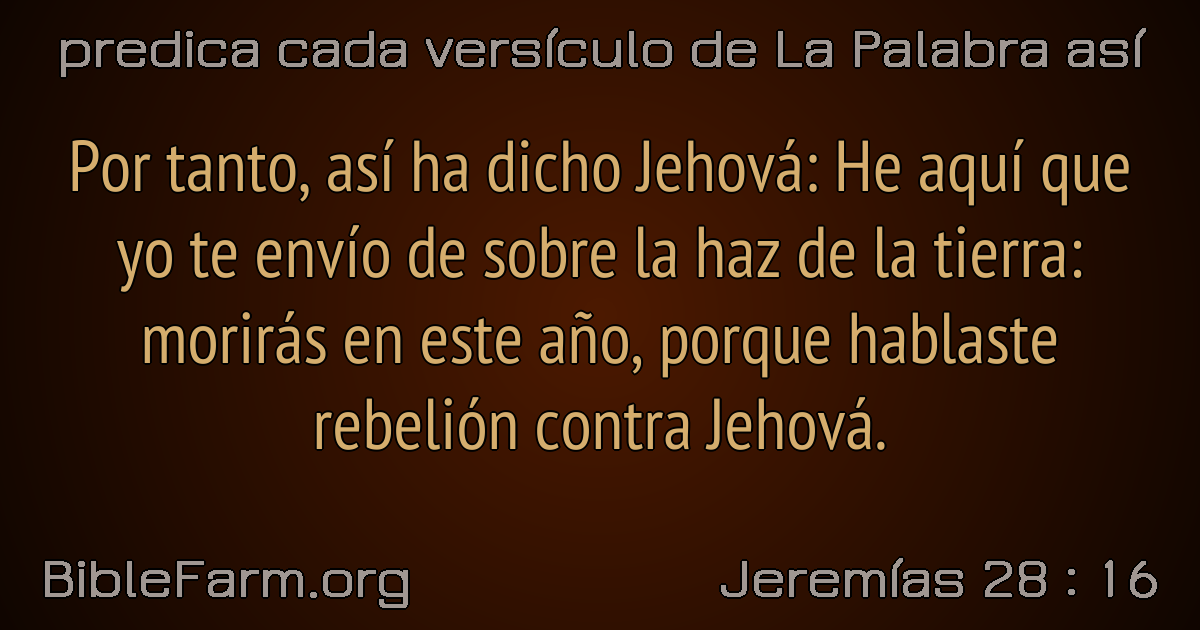 predica cada versículo de La Palabra así
Por tanto, así ha dicho Jehová: He aquí que
yo te envío de sobre la haz de la tierra:
morirás en este año, porque hablaste
rebelión contra Jehová.
BibleFarm.org
Jeremías 28 : 16